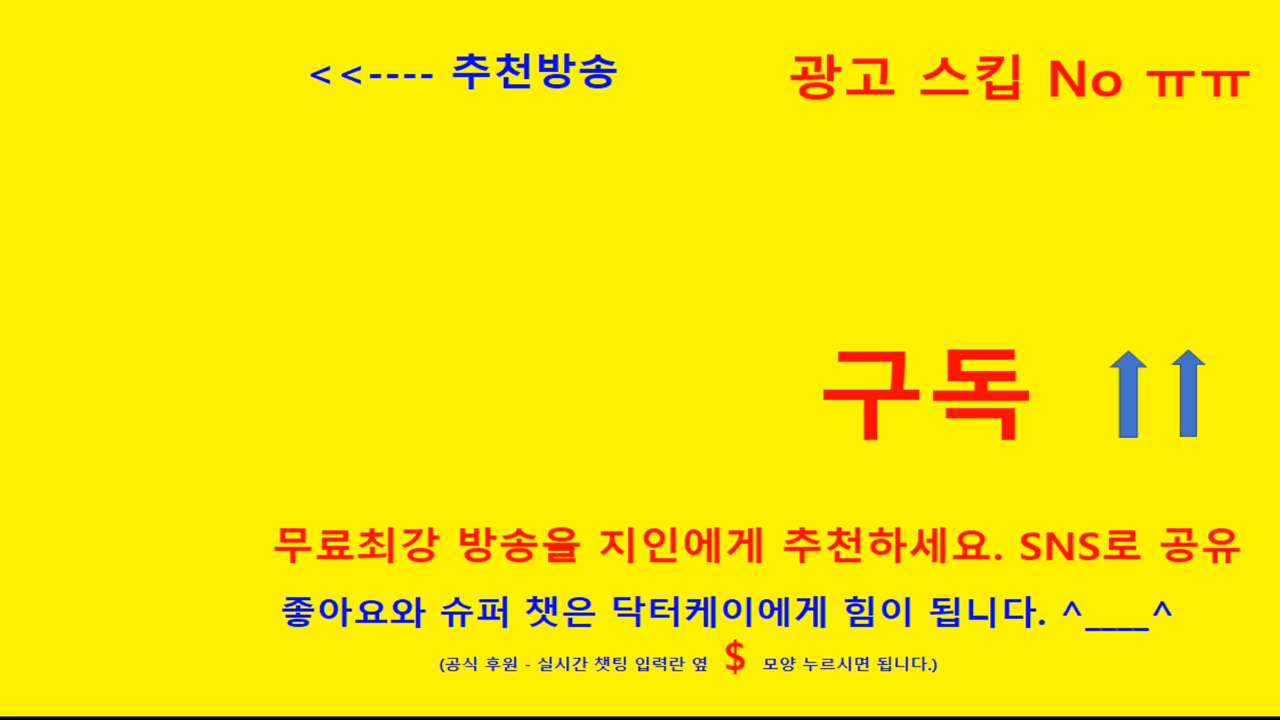 <<---- 추천방송
광고 스킵 No ㅠㅠ
구독
무료최강 방송을 지인에게 추천하세요. SNS로 공유
좋아요와 슈퍼 챗은 닥터케이에게 힘이 됩니다. ^____^
(공식 후원 - 실시간 챗팅 입력란 옆 $ 모양 누르시면 됩니다.)